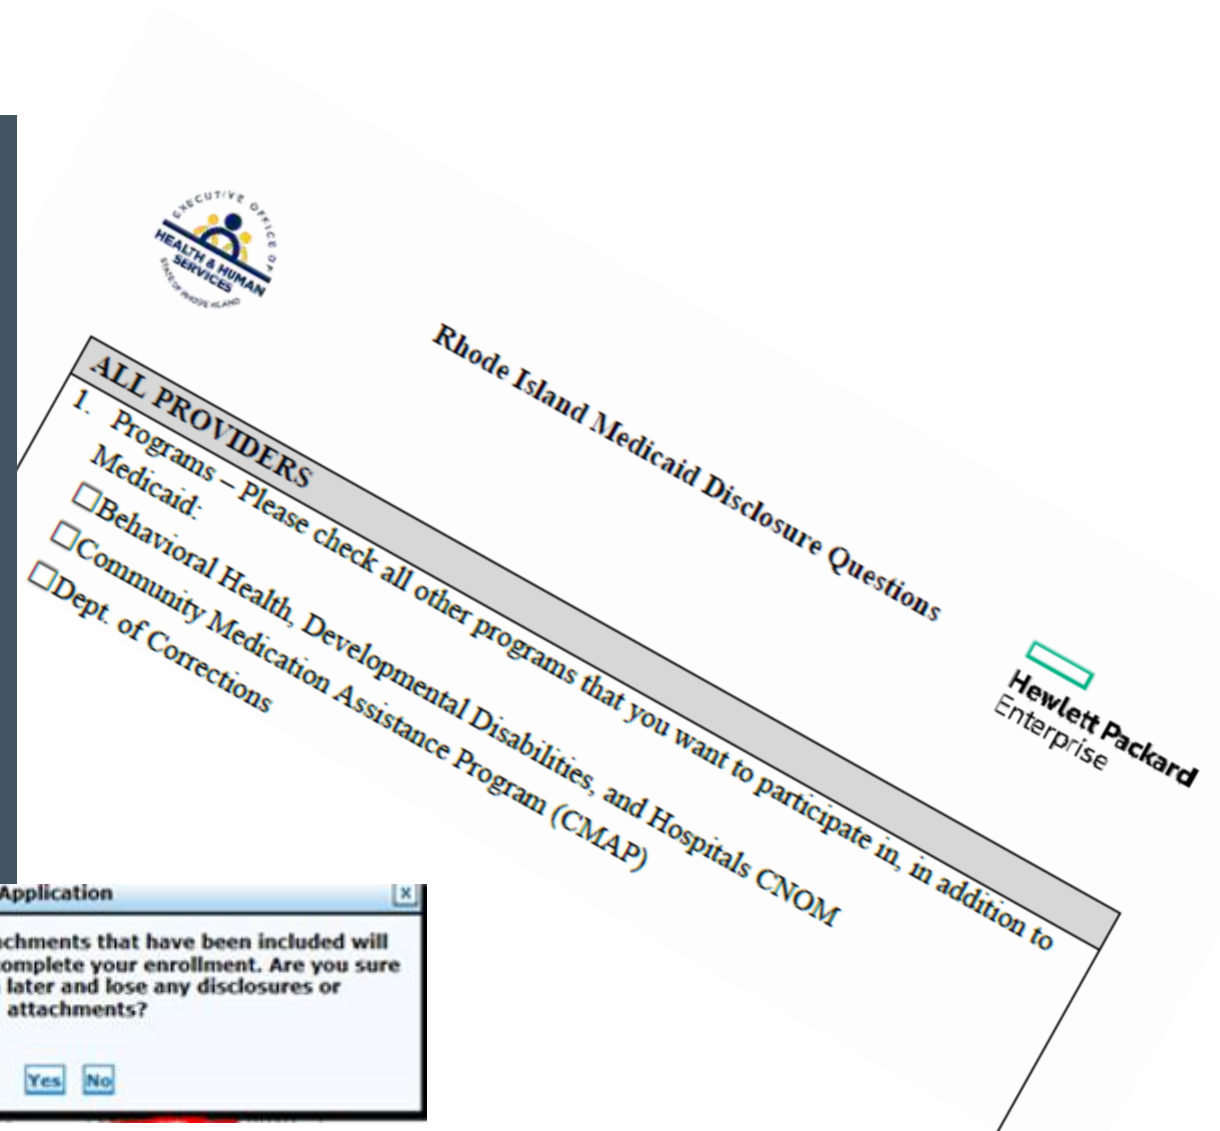 EXECUTIVE OFFICE OF
HEALTH & HUMAN
SERVICES
STATE OF RHODE ISLAND
Rhode Island Medicaid Disclosure Questions
Hewlett Packard
Enterprise
ALL PROVIDERS
1. Programs – Please check all other programs that you want to participate in, in addition to
Medicaid:
Behavioral Health, Developmental Disabilities, and Hospitals CNOM
Community Medication Assistance Program (CMAP)
Dept. of Corrections
Application
x
chments that have been included will
omplete your enrollment. Are you sure
later and lose any disclosures or
attachments?
Yes No